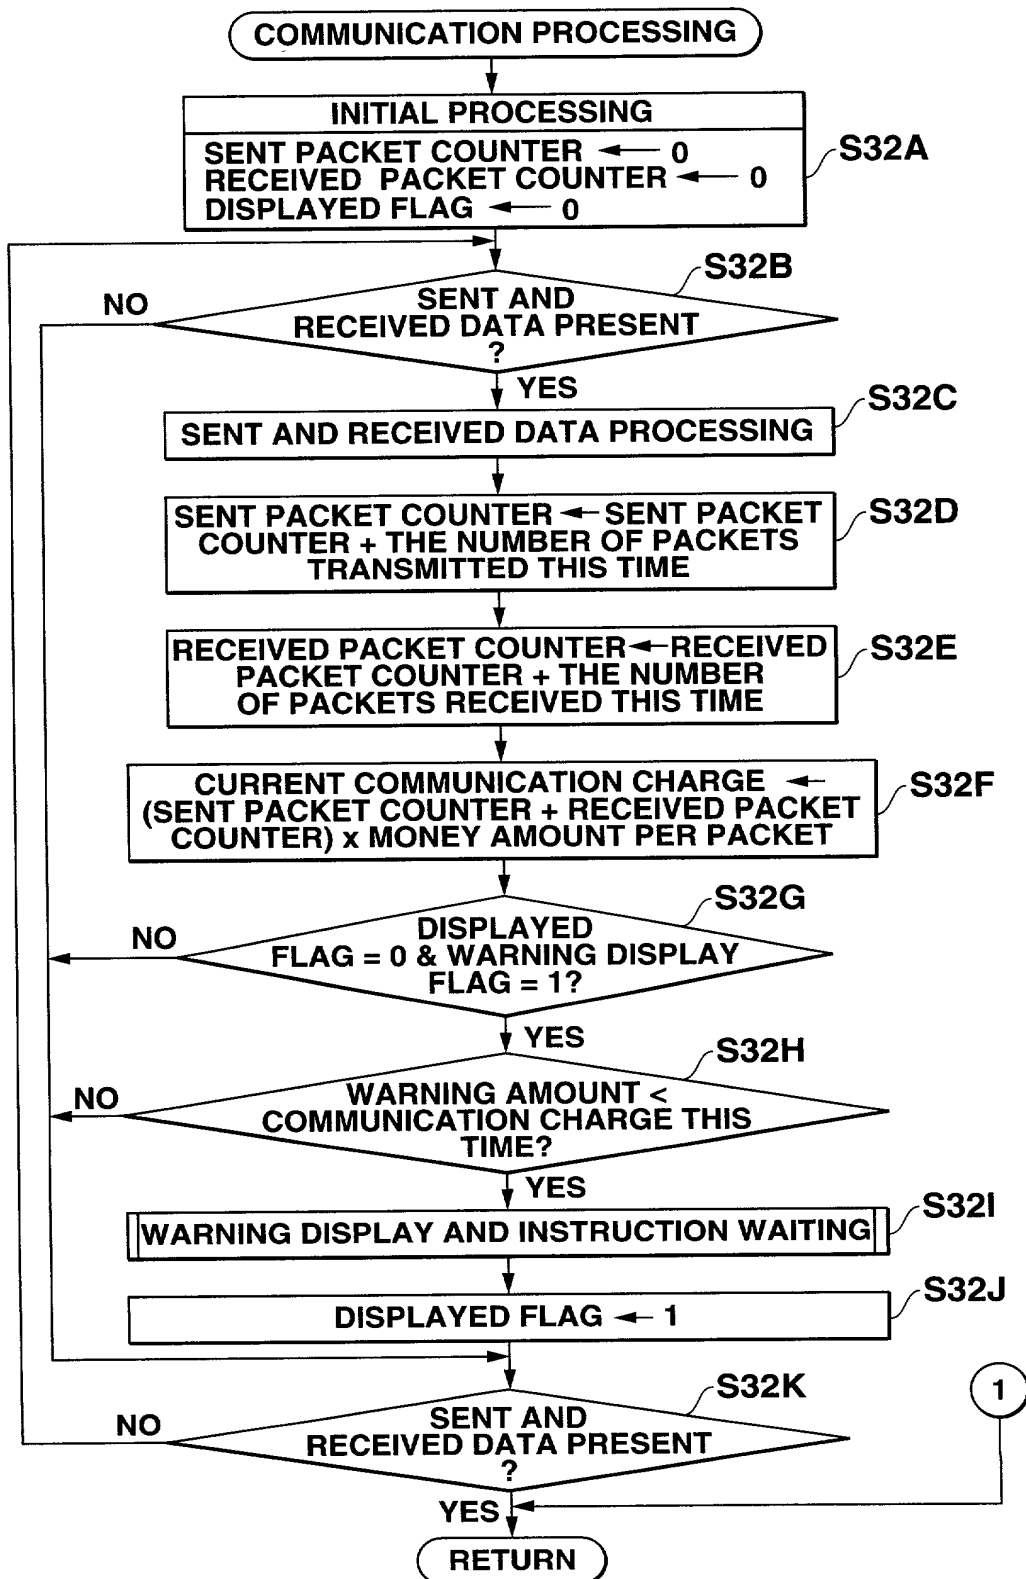 COMMUNICATION PROCESSING
INITIAL PROCESSING
SENT PACKET COUNTER ← 0
RECEIVED PACKET COUNTER ← 0
DISPLAYED FLAG ← 0
S32A
S32B
NO
SENT AND
RECEIVED DATA PRESENT
?
YES
S32C
SENT AND RECEIVED DATA PROCESSING
SENT PACKET COUNTER ← SENT PACKET
COUNTER + THE NUMBER OF PACKETS
TRANSMITTED THIS TIME
S32D
RECEIVED PACKET COUNTER ← RECEIVED
PACKET COUNTER + THE NUMBER
OF PACKETS RECEIVED THIS TIME
S32E
CURRENT COMMUNICATION CHARGE ←
(SENT PACKET COUNTER + RECEIVED PACKET
COUNTER) x MONEY AMOUNT PER PACKET
S32F
S32G
NO
DISPLAYED
FLAG = 0 & WARNING DISPLAY
FLAG = 1?
YES
S32H
NO
WARNING AMOUNT <
COMMUNICATION CHARGE THIS
TIME?
YES
S32I
WARNING DISPLAY AND INSTRUCTION WAITING
S32J
DISPLAYED FLAG ← 1
S32K
1
NO
SENT AND
RECEIVED DATA PRESENT
?
YES
RETURN